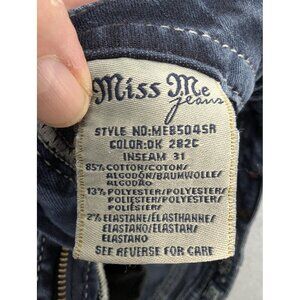 Miss Me
jeans
STYLE NO:ME8504SR
COLOR:DK 282C
INSEAM 31
85% COTTON/COTON/
ALGODÓN/BAUMWOLLE/
ALGODÃO
13% POLYESTER/POLYESTER/
POLIÉSTER/POLYESTER/
POLIÉSTER
2% ELASTANE/ÉLASTHANNE/
ELASTANO/ELASTAN/
ELASTANO
SEE REVERSE FOR CARE